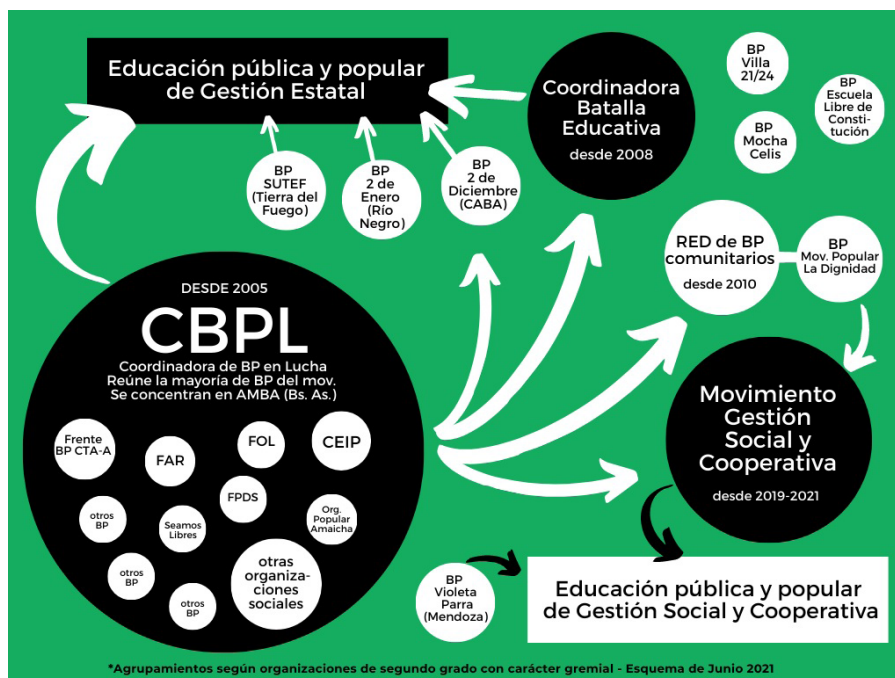 Educación pública y popular
de Gestión Estatal
Coordinadora
Batalla
Educativa
desde 2008
BP
Villa
21/24
BP
Escuela
Libre de
Consti-
tución
BP
Mocha
Celis
BP
SUTEF
(Tierra del
Fuego)
BP
2 de
Enero
(Río
Negro)
BP
2 de
Diciembre
(CABA)
RED de BP
comunitarios
desde 2010
BP
Mov. Popular
La Dignidad
DESDE 2005
CBPL
Coordinadora de BP en Lucha
Reúne la mayoría de BP del mov.
Se concentran en AMBA (Bs. As.)
Frente
BP CTA-A
FAR
FOL
CEIP
FPDS
otros
BP
Seamos
Libres
Org.
Popular
Amaicha
otros
BP
otros
BP
otras
organiza-
ciones
sociales
Movimiento
Gestión
Social y
Cooperativa
desde 2019-2021
BP
Violeta
Parra
(Mendoza)
Educación pública y popular
de Gestión Social y Cooperativa
*Agrupamientos según organizaciones de segundo grado con carácter gremial - Esquema de Junio 2021